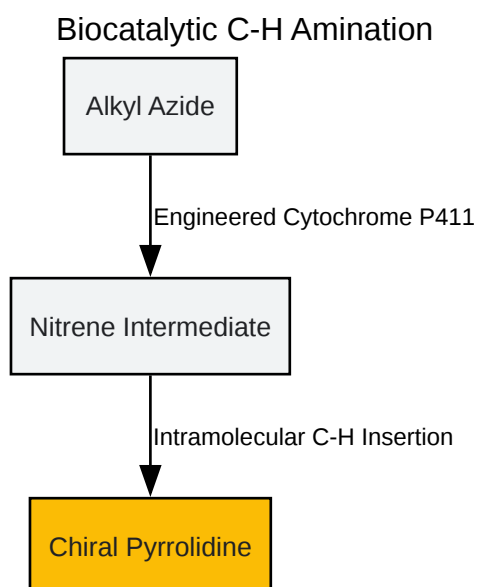 Biocatalytic C-H Amination
Alkyl Azide
Engineered Cytochrome P411
Nitrene Intermediate
Intramolecular C-H Insertion
Chiral Pyrrolidine